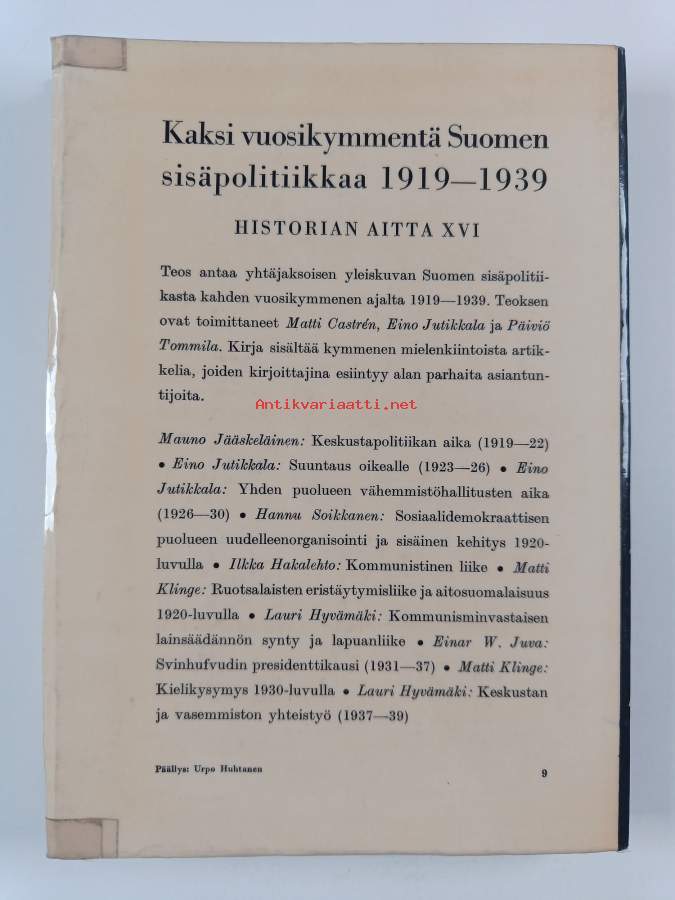 Kaksi vuosikymmentä Suomen
sisäpolitiikkaa 1919—1939
HISTORIAN AITTA XVI
Teos antaa yhtäjaksoisen yleiskuvan Suomen sisäpolitii-
kasta kahden vuosikymmenen ajalta 1919—1939. Teoksen
ovat toimittaneet Matti Castrén, Eino Jutikkala ja Päiviö
Tommila. Kirja sisältää kymmenen mielenkiintoista artik-
kelia, joiden kirjoittajina esiintyy alan parhaita asiantun-
tijoita.
Antikvariaatti.net
Mauno Jääskeläinen: Keskustapolitiikan aika (1919—22)
• Eino Jutikkala: Suuntaus oikealle (1923—26) • Eino
Jutikkala: Yhden puolueen vähemmistöhallitusten aika
(1926—30) • Hannu Soikkanen: Sosiaalidemokraattisen
puolueen uudelleenorganisointi ja sisäinen kehitys 1920-
luvulla • Ilkka Hakalehto: Kommunistinen liike • Matti
Klinge: Ruotsalaisten eristäytymisliike ja aitosuomalaisuus
1920-luvulla • Lauri Hyvämäki: Kommunisminvastaisen
lainsäädännön synty ja lapuanliike • Einar W. Juva:
Svinhufvudin presidenttikausi (1931—37) • Matti Klinge:
Kielikysymys 1930-luvulla • Lauri Hyvämäki: Keskustan
ja vasemmiston yhteistyö (1937—39)
Päällys: Urpo Huhtanen 9